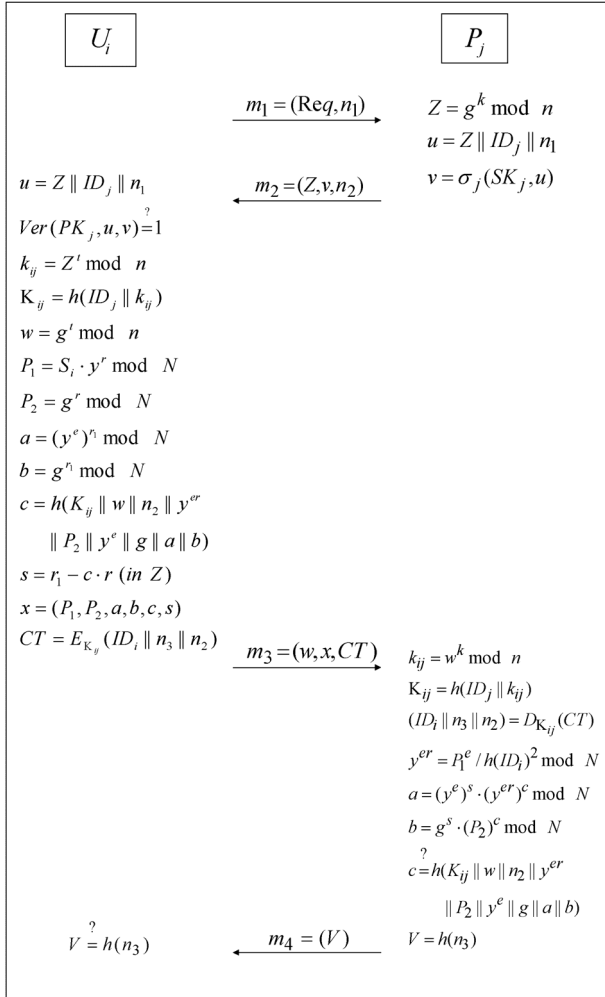 U_i P_j
m_1 = (Req, n_1)
Z = g^k mod n
u = Z || ID_j || n_1
v = σ_j(SK_j, u)
m_2 = (Z, v, n_2)
u = Z || ID_j || n_1
Ver(PK_j, u, v) ?= 1
k_ij = Z^t mod n
K_ij = h(ID_j || k_ij)
w = g^t mod n
P_1 = S_i · y^r mod N
P_2 = g^r mod N
a = (y^e)^{r_1} mod N
b = g^{r_1} mod N
c = h(K_ij || w || n_2 || y^{er}
|| P_2 || y^e || g || a || b)
s = r_1 − c · r (in Z)
x = (P_1, P_2, a, b, c, s)
CT = E_{K_ij}(ID_i || n_3 || n_2)
m_3 = (w, x, CT)
k_ij = w^k mod n
K_ij = h(ID_j || k_ij)
(ID_i || n_3 || n_2) = D_{K_ij}(CT)
y^{er} = P_1^e / h(ID_i)^2 mod N
a = (y^e)^s · (y^{er})^c mod N
b = g^s · (P_2)^c mod N
c ?= h(K_ij || w || n_2 || y^{er}
|| P_2 || y^e || g || a || b)
V = h(n_3)
m_4 = (V)
V ?= h(n_3)